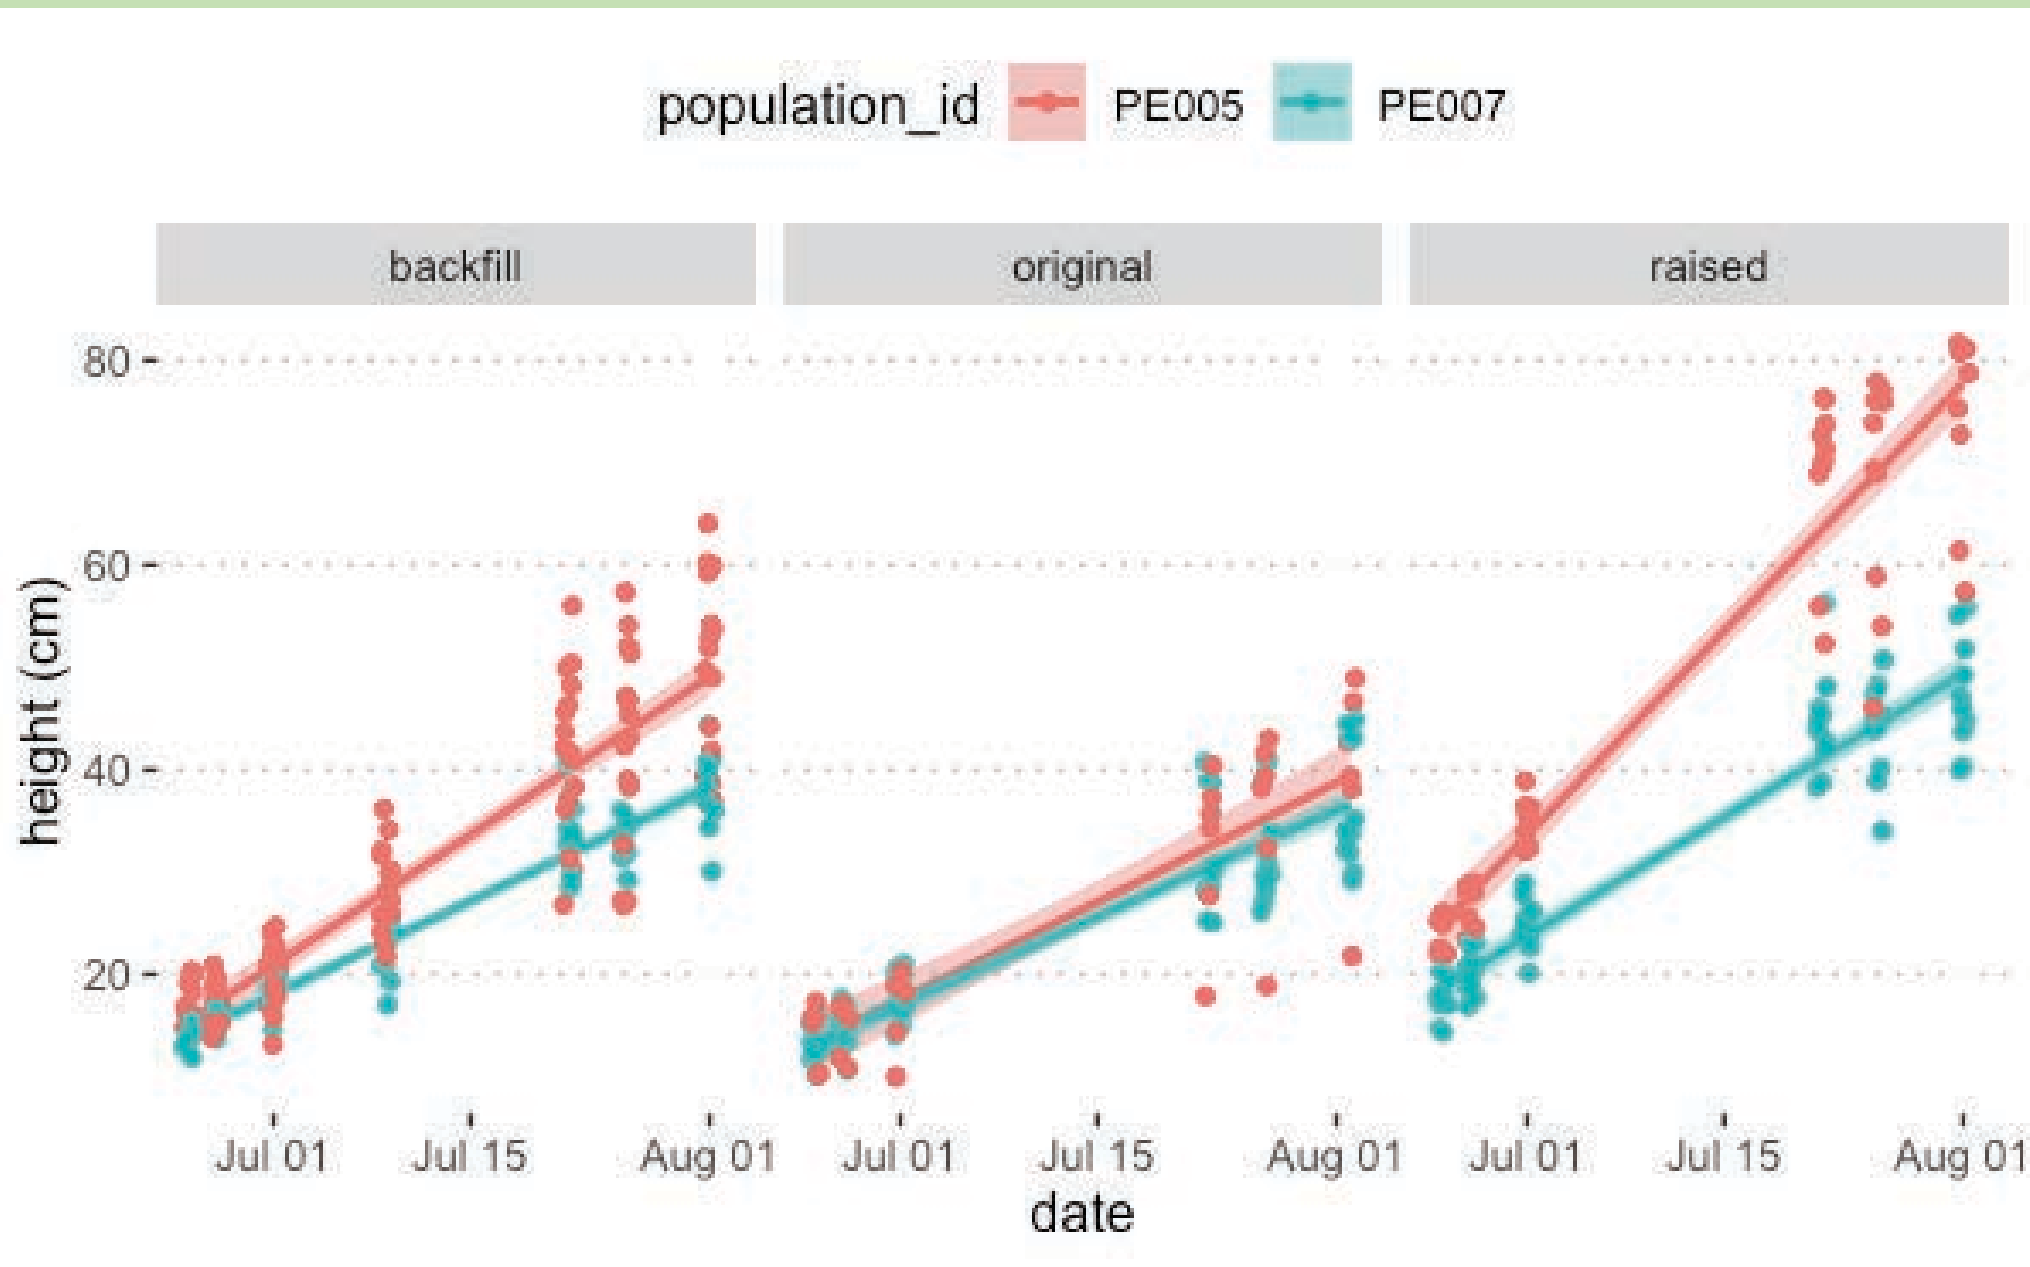 population_id PE005 PE007
backfill original raised
80
60
40
20
height (cm)
Jul 01 Jul 15 Aug 01 Jul 01 Jul 15 Aug 01 Jul 01 Jul 15 Aug 01
date